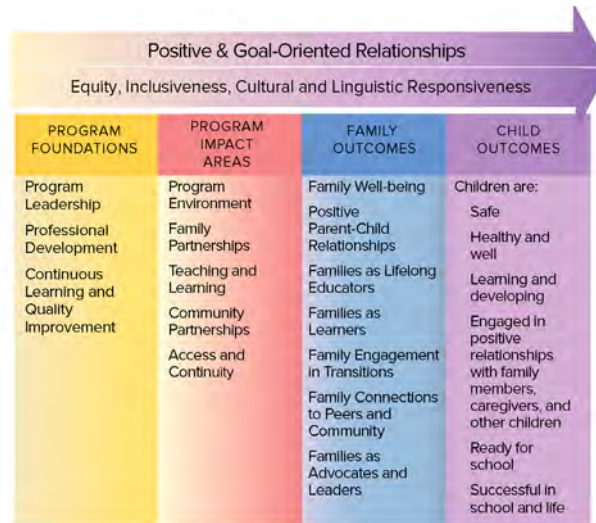 Positive & Goal-Oriented Relationships
Equity, Inclusiveness, Cultural and Linguistic Responsiveness
PROGRAM
FOUNDATIONS
Program
Leadership
Professional
Development
Continuous
Learning and
Quality
Improvement
PROGRAM
IMPACT
AREAS
Program
Environment
Family
Partnerships
Teaching and
Learning
Community
Partnerships
Access and
Continuity
FAMILY
OUTCOMES
Family Well-being
Positive
Parent-Child
Relationships
Families as Lifelong
Educators
Families as
Learners
Family Engagement
in Transitions
Family Connections
to Peers and
Community
Families as
Advocates and
Leaders
CHILD
OUTCOMES
Children are:
Safe
Healthy and
well
Learning and
developing
Engaged in
positive
relationships
with family
members,
caregivers, and
other children
Ready for
school
Successful in
school and life